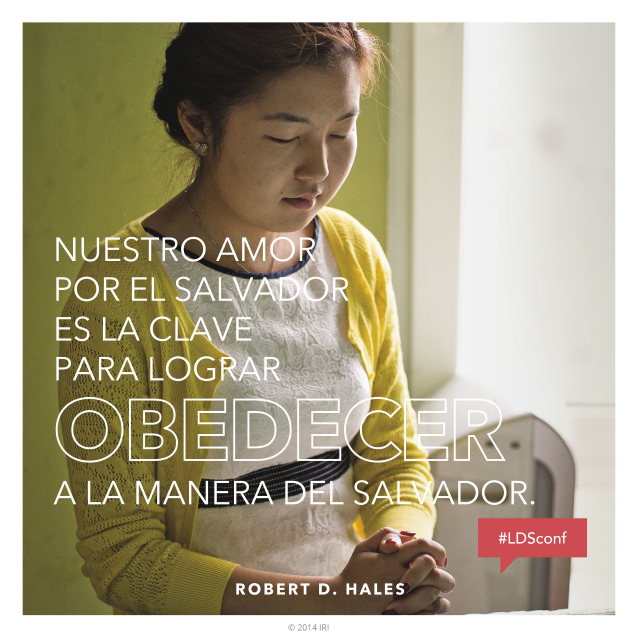 NUESTRO AMOR
POR EL SALVADOR
ES LA CLAVE
PARA LOGRAR
OBEDECER
A LA MANERA DEL SALVADOR.
#LDSconf
ROBERT D. HALES
© 2014 IRI